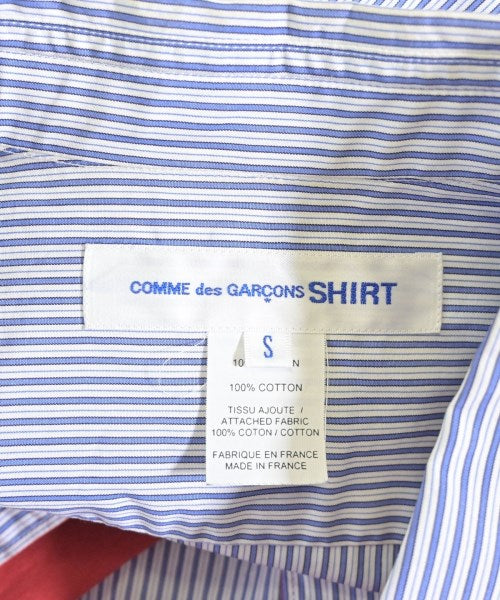 COMME des GARÇONS SHIRT
S
100% COTTON
TISSU AJOUTE /
ATTACHED FABRIC
100% COTON / COTTON
FABRIQUE EN FRANCE
MADE IN FRANCE